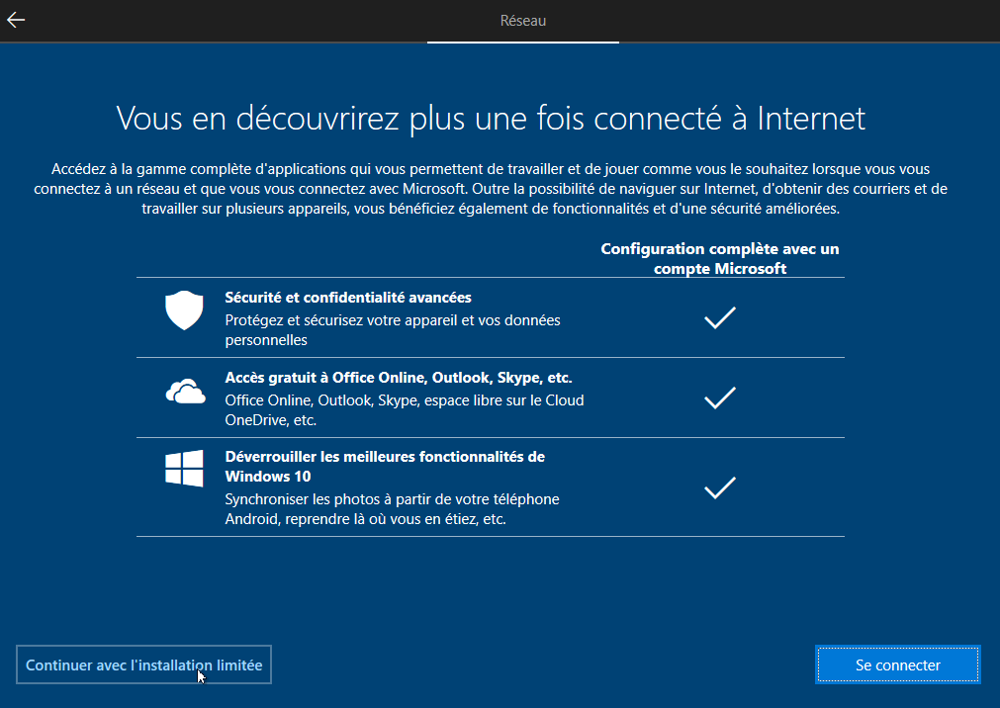 Réseau
Vous en découvrirez plus une fois connecté à Internet
Accédez à la gamme complète d'applications qui vous permettent de travailler et de jouer comme vous le souhaitez lorsque vous vous
connectez à un réseau et que vous vous connectez avec Microsoft. Outre la possibilité de naviguer sur Internet, d'obtenir des courriers et de
travailler sur plusieurs appareils, vous bénéficiez également de fonctionnalités et d'une sécurité améliorées.
Configuration complète avec un
compte Microsoft
Sécurité et confidentialité avancées
Protégez et sécurisez votre appareil et vos données
personnelles
Accès gratuit à Office Online, Outlook, Skype, etc.
Office Online, Outlook, Skype, espace libre sur le Cloud
OneDrive, etc.
Déverrouiller les meilleures fonctionnalités de
Windows 10
Synchroniser les photos à partir de votre téléphone
Android, reprendre là où vous en étiez, etc.
Continuer avec l'installation limitée
Se connecter